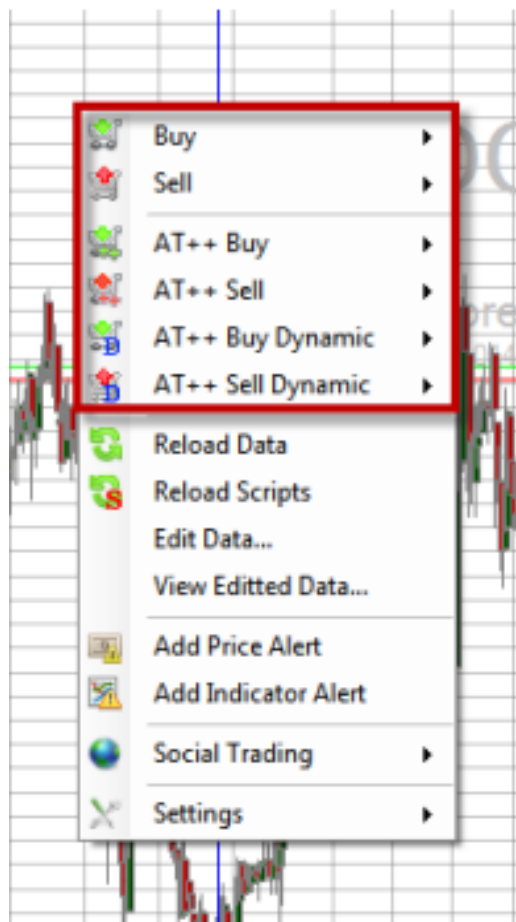 Buy
Sell
AT++ Buy
AT++ Sell
AT++ Buy Dynamic
AT++ Sell Dynamic
Reload Data
Reload Scripts
Edit Data...
View Editted Data...
Add Price Alert
Add Indicator Alert
Social Trading
Settings